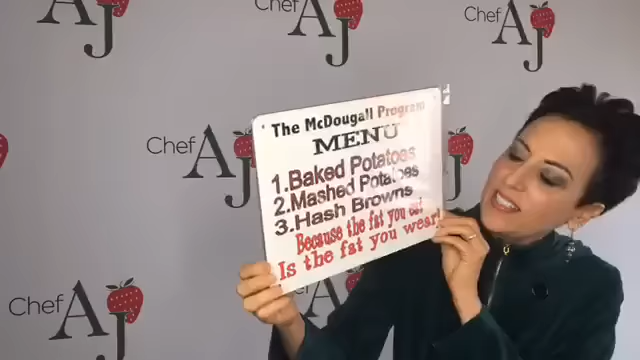 Chef AJ
Chef AJ
Chef AJ
Chef AJ
The McDougall Program
MENU
1.Baked Potatoes
2.Mashed Potatoes
3.Hash Browns
Because the fat you eat
Is the fat you wear!
Chef AJ